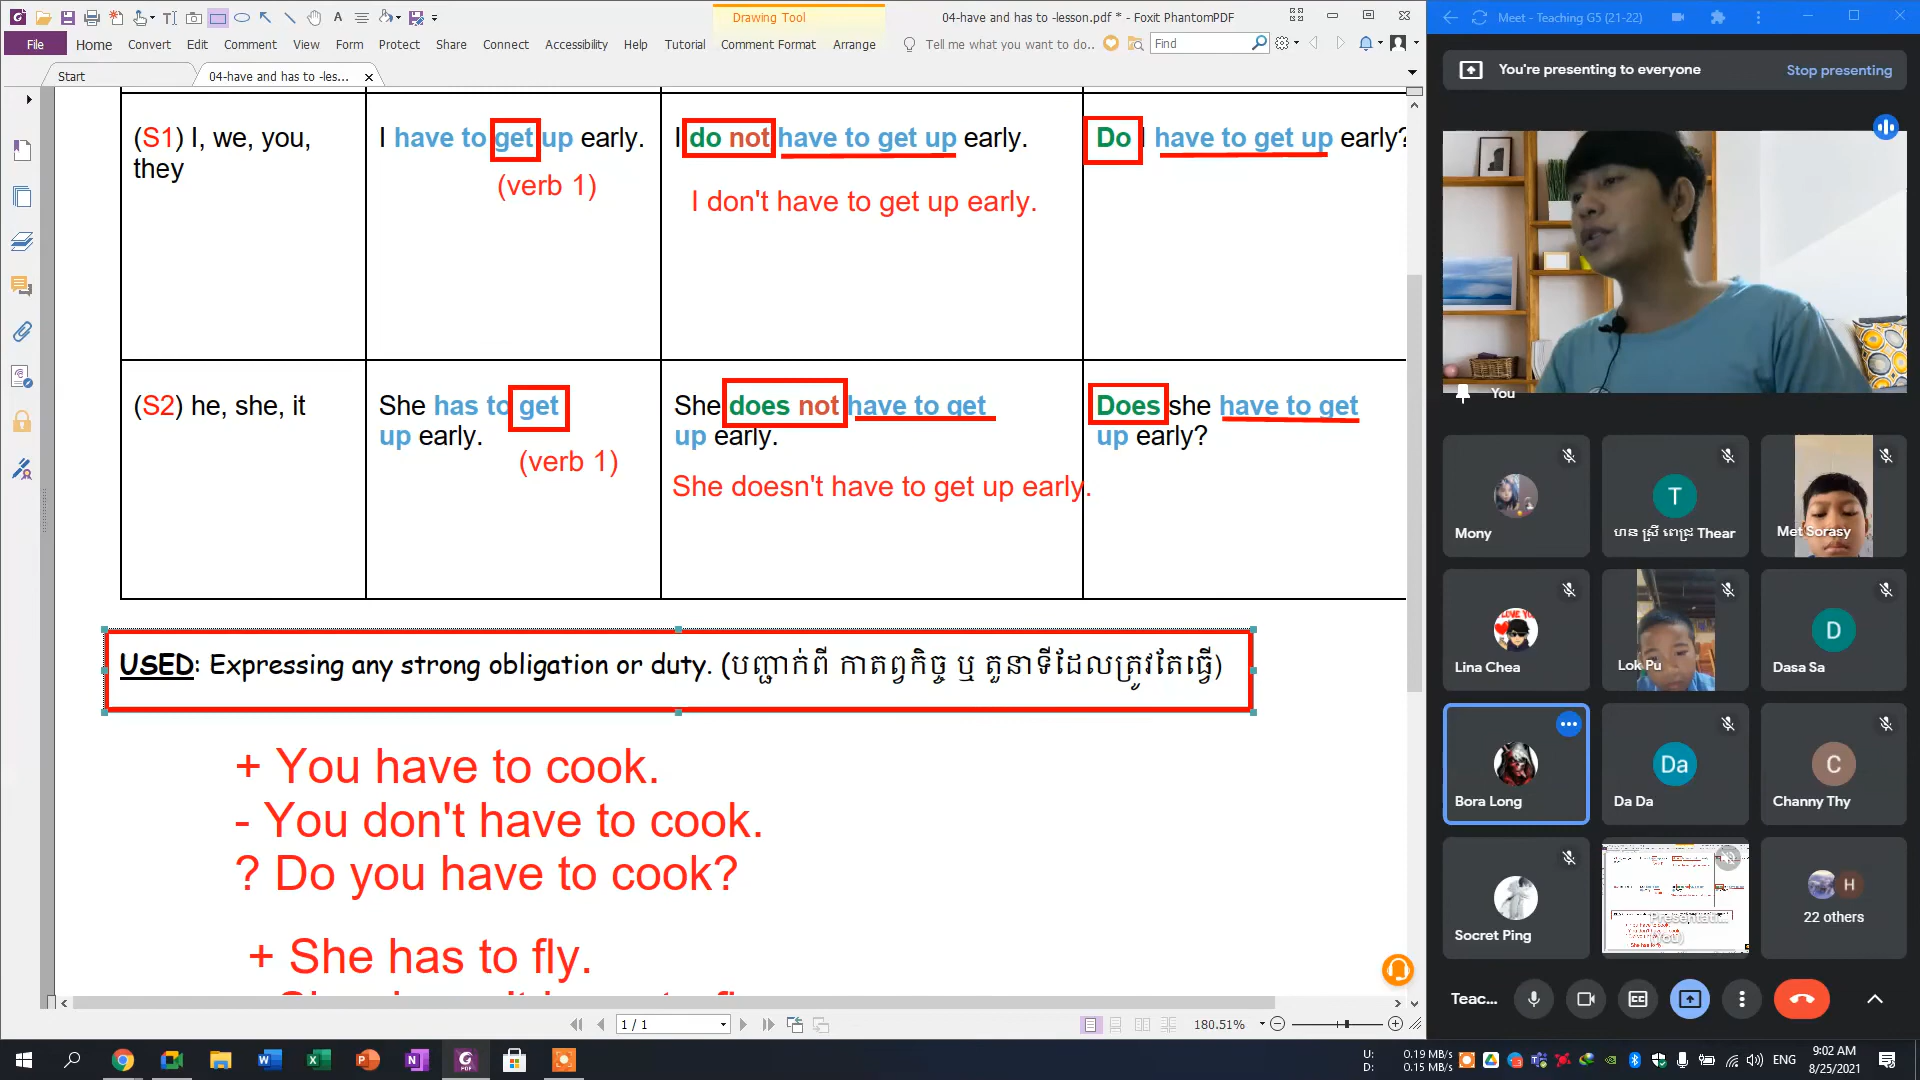 Drawing Tool
04-have and has to -lesson.pdf * - Foxit PhantomPDF
File Home Convert Edit Comment View Form Protect Share Connect Accessibility Help Tutorial Comment Format Arrange Tell me what you want to do.. Find
Start 04-have and has to -les...
(S1) I, we, you, they
I have to get up early.
(verb 1)
I do not have to get up early.
I don't have to get up early.
Do I have to get up early?
(S2) he, she, it
She has to get
up early.
(verb 1)
She does not have to get
up early.
She doesn't have to get up early.
Does she have to get
up early?
USED: Expressing any strong obligation or duty. (បញ្ជាក់ពី កាតព្វកិច្ច ឬ តួនាទីដែលត្រូវតែធ្វើ)
+ You have to cook.
- You don't have to cook.
? Do you have to cook?
+ She has to fly.
1 / 1
180.51%
Meet - Teaching G5 (21-22)
You're presenting to everyone Stop presenting
You
Mony
ហន ស្រី ពេជ្រ Thear
Met Sorasy
Lina Chea
Lok Pu
D
Dasa Sa
Bora Long
Da
Da Da
C
Channy Thy
Socret Ping
H
22 others
T
Teac...
U: 0.19 MB/s
D: 0.15 MB/s
ENG
9:02 AM
8/25/2021